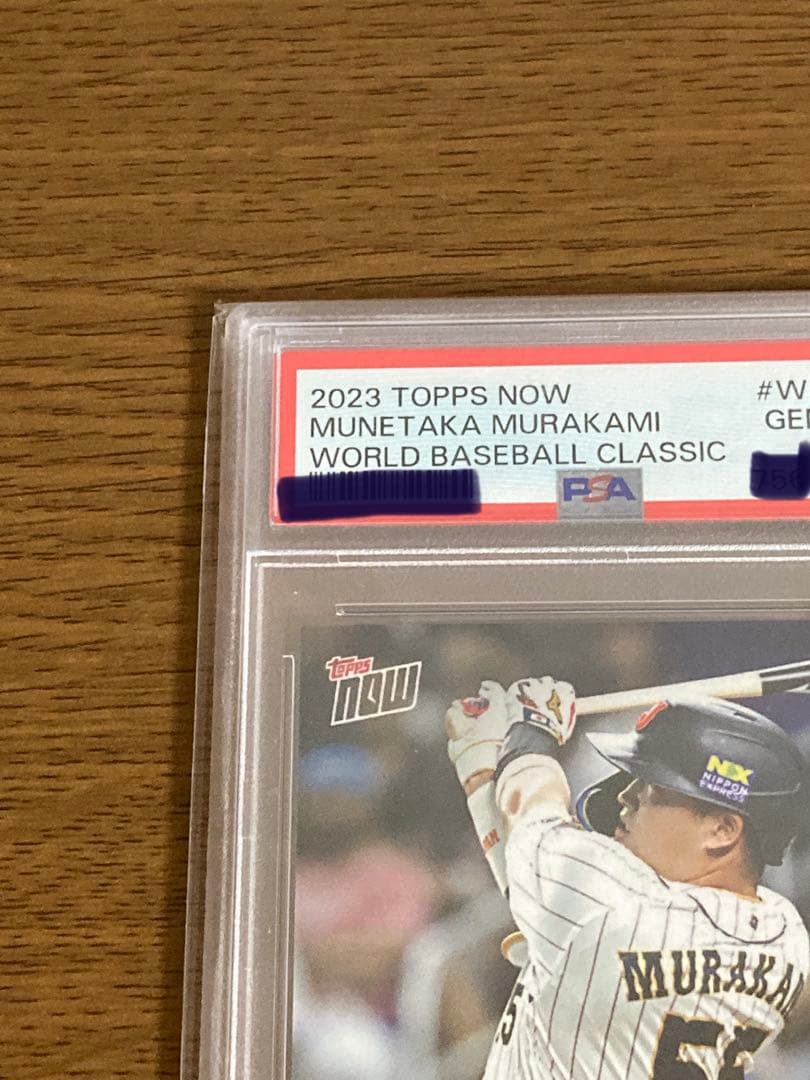 2023 TOPPS NOW #W
MUNETAKA MURAKAMI GE
WORLD BASEBALL CLASSIC
PSA
topps
now
NX
NIPPON
EXPRESS
MURAKA